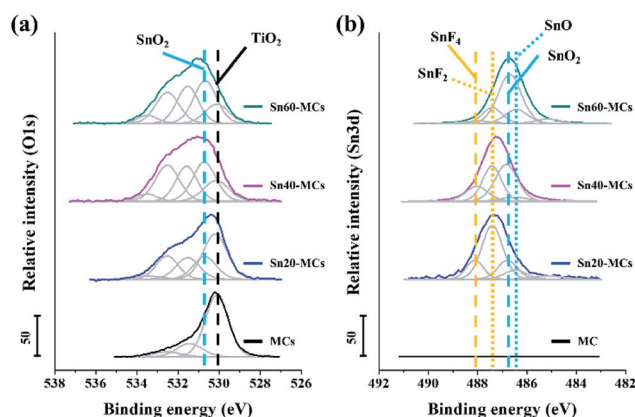 (a)
SnO2
TiO2
Sn60-MCs
Sn40-MCs
Sn20-MCs
MCs
50
Relative intensity (O1s)
538 536 534 532 530 528 526
Binding energy (eV)
(b)
SnF4
SnO
SnF2
SnO2
Sn60-MCs
Sn40-MCs
Sn20-MCs
MC
50
Relative intensity (Sn3d)
492 490 488 486 484 482
Binding energy (eV)